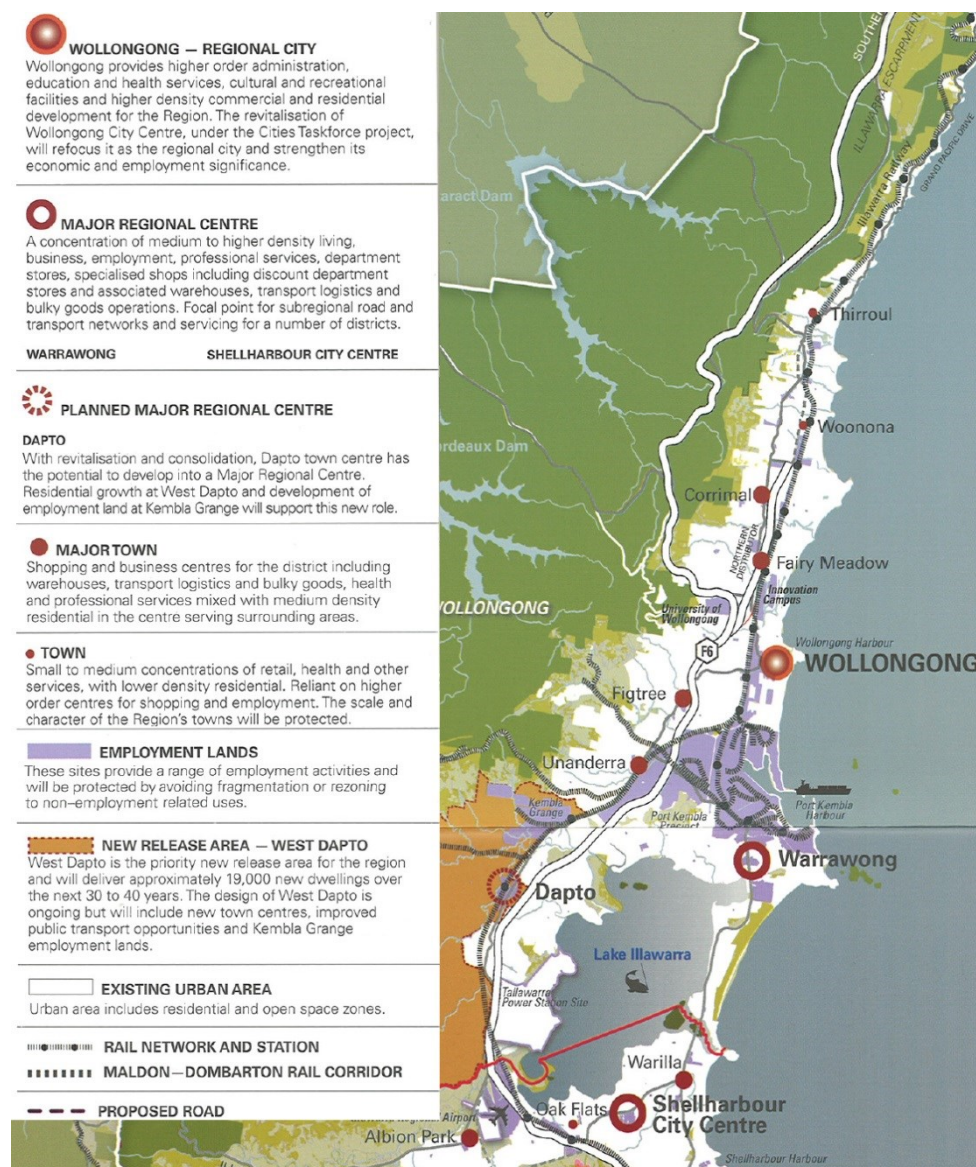 WOLLONGONG — REGIONAL CITY
Wollongong provides higher order administration,
education and health services, cultural and recreational
facilities and higher density commercial and residential
development for the Region. The revitalisation of
Wollongong City Centre, under the Cities Taskforce project,
will refocus it as the regional city and strengthen its
economic and employment significance.
MAJOR REGIONAL CENTRE
A concentration of medium to higher density living,
business, employment, professional services, department
stores, specialised shops including discount department
stores and associated warehouses, transport logistics and
bulky goods operations. Focal point for subregional road and
transport networks and servicing for a number of districts.
WARRAWONG SHELLHARBOUR CITY CENTRE
PLANNED MAJOR REGIONAL CENTRE
DAPTO
With revitalisation and consolidation, Dapto town centre has
the potential to develop into a Major Regional Centre.
Residential growth at West Dapto and development of
employment land at Kembla Grange will support this new role.
MAJOR TOWN
Shopping and business centres for the district including
warehouses, transport logistics and bulky goods, health
and professional services mixed with medium density
residential in the centre serving surrounding areas.
TOWN
Small to medium concentrations of retail, health and other
services, with lower density residential. Reliant on higher
order centres for shopping and employment. The scale and
character of the Region's towns will be protected.
EMPLOYMENT LANDS
These sites provide a range of employment activities and
will be protected by avoiding fragmentation or rezoning
to non–employment related uses.
NEW RELEASE AREA — WEST DAPTO
West Dapto is the priority new release area for the region
and will deliver approximately 19,000 new dwellings over
the next 30 to 40 years. The design of West Dapto is
ongoing but will include new town centres, improved
public transport opportunities and Kembla Grange
employment lands.
EXISTING URBAN AREA
Urban area includes residential and open space zones.
RAIL NETWORK AND STATION
MALDON—DOMBARTON RAIL CORRIDOR
PROPOSED ROAD
SOUTHERN
ILLAWARRA ESCARPMENT
GRAND PACIFIC DRIVE
Illawarra Railway
aract Dam
Thirroul
Woonona
ordeaux Dam
Corrimal
NORTHERN
DISTRIBUTOR
Fairy Meadow
Innovation
Campus
University of
Wollongong
WOLLONGONG
F6
Wollongong Harbour
WOLLONGONG
Figtree
Unanderra
Kembla
Grange
Port Kembla
Precinct
Port Kembla
Harbour
Warrawong
Dapto
Lake Illawarra
Tallawarra
Power Station Site
Warilla
Oak Flats
Shellharbour
City Centre
Regional Airport
Albion Park
Shellharbour Harbour